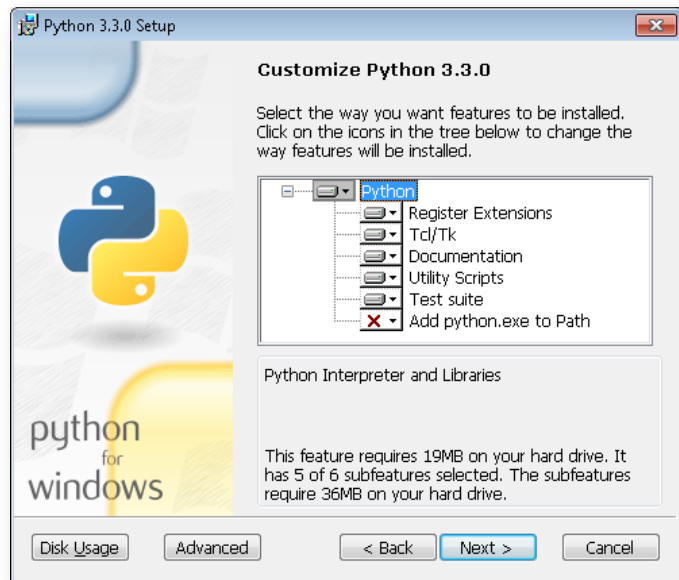 Python 3.3.0 Setup
Customize Python 3.3.0
Select the way you want features to be installed.
Click on the icons in the tree below to change the
way features will be installed.
Python
Register Extensions
Tcl/Tk
Documentation
Utility Scripts
Test suite
Add python.exe to Path
Python Interpreter and Libraries
This feature requires 19MB on your hard drive. It
has 5 of 6 subfeatures selected. The subfeatures
require 36MB on your hard drive.
python
for
windows
Disk Usage
Advanced
< Back
Next >
Cancel